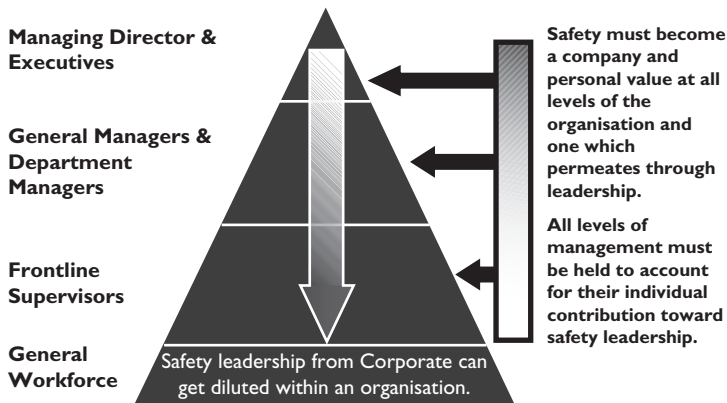 Managing Director &
Executives
General Managers &
Department
Managers
Frontline
Supervisors
General
Workforce
Safety leadership from Corporate can
get diluted within an organisation.
Safety must become
a company and
personal value at all
levels of the
organisation and
one which
permeates through
leadership.
All levels of
management must
be held to account
for their individual
contribution toward
safety leadership.